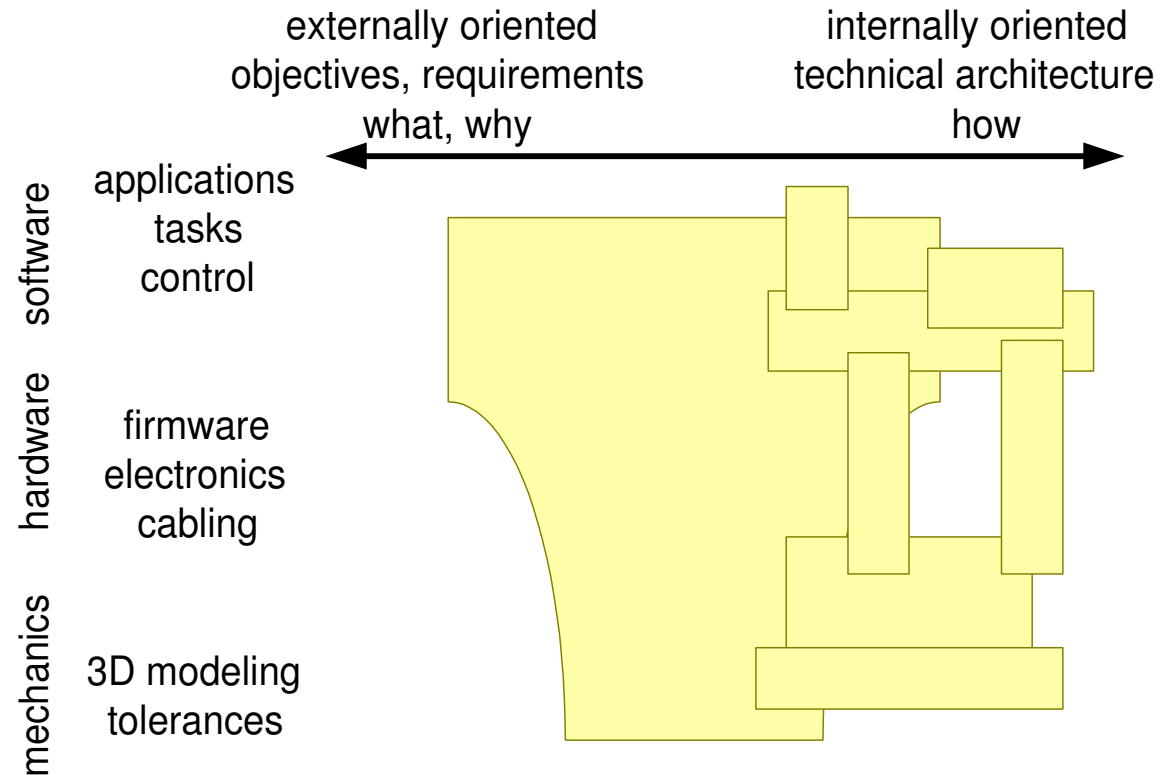 externally oriented
objectives, requirements
what, why
internally oriented
technical architecture
how
software
applications
tasks
control
hardware
firmware
electronics
cabling
mechanics
3D modeling
tolerances